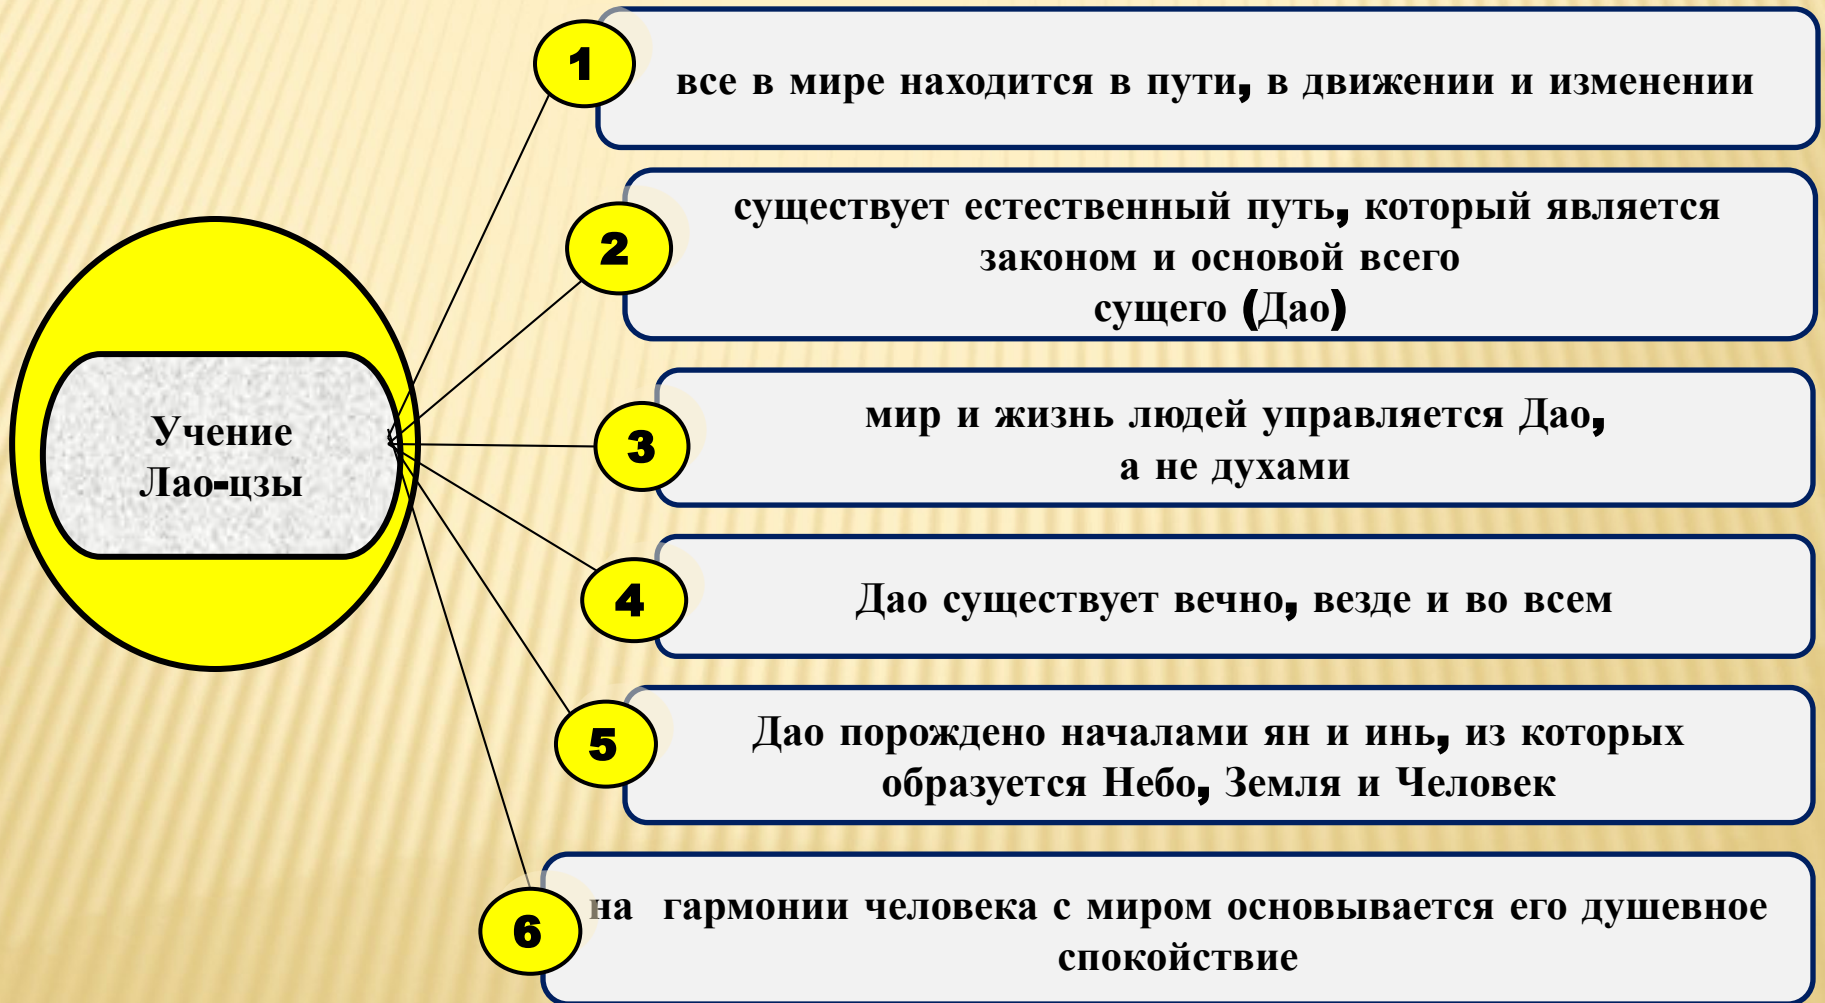 Учение
Лао-цзы
1
все в мире находится в пути, в движении и изменении
2
существует естественный путь, который является
законом и основой всего
сущего (Дао)
3
мир и жизнь людей управляется Дао,
а не духами
4
Дао существует вечно, везде и во всем
5
Дао порождено началами ян и инь, из которых
образуется Небо, Земля и Человек
6
на гармонии человека с миром основывается его душевное
спокойствие